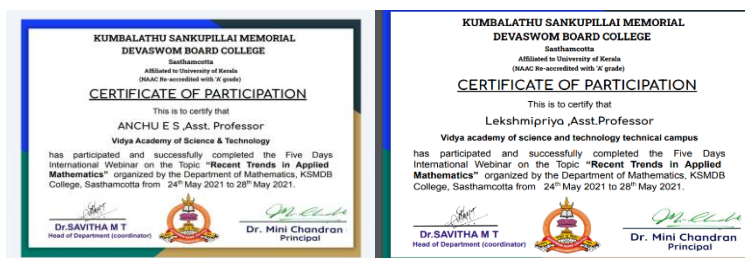 KUMBALATHU SANKUPILLAI MEMORIAL
DEVASWOM BOARD COLLEGE
Sasthamcotta
Affiliated to University of Kerala
(NAAC Re-accredited with 'A' grade)
CERTIFICATE OF PARTICIPATION
This is to certify that
ANCHU E S ,Asst. Professor
Vidya Academy of Science & Technology
has participated and successfully completed the Five Days
International Webinar on the Topic "Recent Trends in Applied
Mathematics" organized by the Department of Mathematics, KSMDB
College, Sasthamcotta from 24th May 2021 to 28th May 2021.
Dr.SAVITHA M T
Head of Department (coordinator)
Dr. Mini Chandran
Principal
KUMBALATHU SANKUPILLAI MEMORIAL
DEVASWOM BOARD COLLEGE
Sasthamcotta
Affiliated to University of Kerala
(NAAC Re-accredited with 'A' grade)
CERTIFICATE OF PARTICIPATION
This is to certify that
Lekshmipriya ,Asst.Professor
Vidya academy of science and technology technical campus
has participated and successfully completed the Five Days
International Webinar on the Topic "Recent Trends in Applied
Mathematics" organized by the Department of Mathematics, KSMDB
College, Sasthamcotta from 24th May 2021 to 28th May 2021.
Dr.SAVITHA M T
Head of Department (coordinator)
Dr. Mini Chandran
Principal